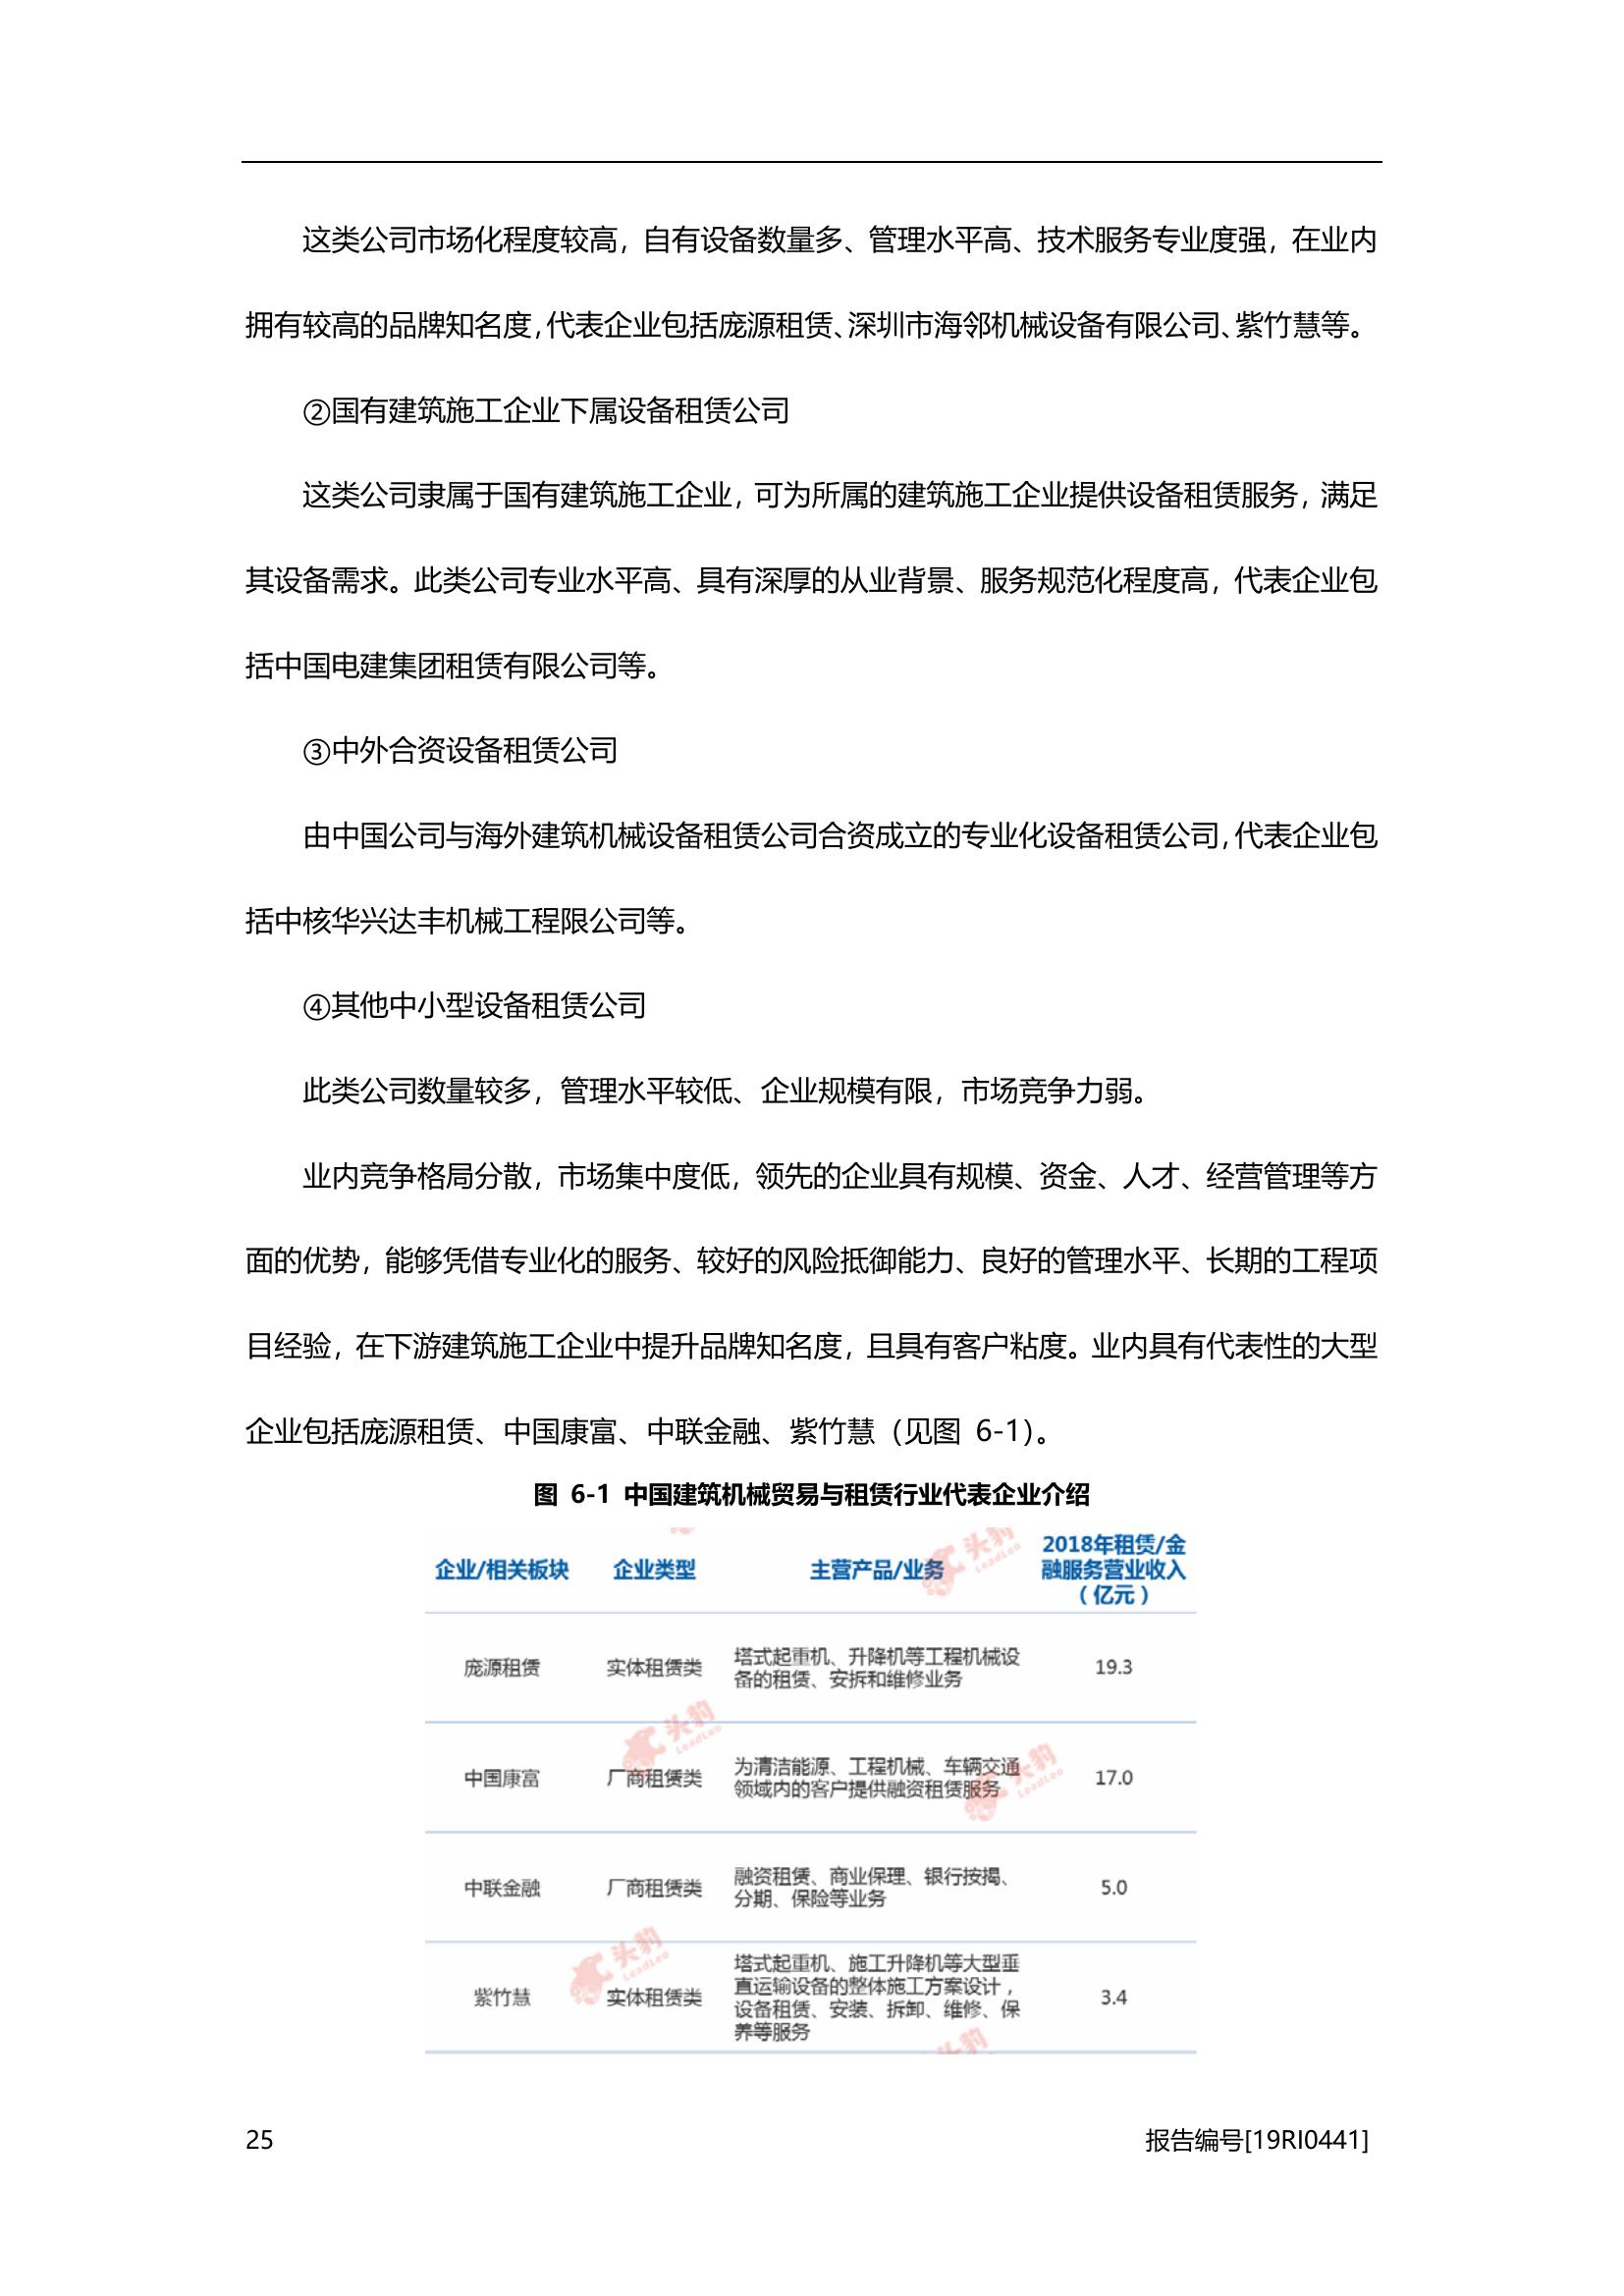 这类公司市场化程度较高，自有设备数量多、管理水平高、技术服务专业度强，在业内
拥有较高的品牌知名度，代表企业包括庞源租赁、深圳市海邻机械设备有限公司、紫竹慧等。
②国有建筑施工企业下属设备租赁公司
这类公司隶属于国有建筑施工企业，可为所属的建筑施工企业提供设备租赁服务，满足
其设备需求。此类公司专业水平高、具有深厚的从业背景、服务规范化程度高，代表企业包
括中国电建集团租赁有限公司等。
③中外合资设备租赁公司
由中国公司与海外建筑机械设备租赁公司合资成立的专业化设备租赁公司，代表企业包
括中核华兴达丰机械工程限公司等。
④其他中小型设备租赁公司
此类公司数量较多，管理水平较低、企业规模有限，市场竞争力弱。
业内竞争格局分散，市场集中度低，领先的企业具有规模、资金、人才、经营管理等方
面的优势，能够凭借专业化的服务、较好的风险抵御能力、良好的管理水平、长期的工程项
目经验，在下游建筑施工企业中提升品牌知名度，且具有客户粘度。业内具有代表性的大型
企业包括庞源租赁、中国康富、中联金融、紫竹慧（见图 6-1）。
图 6-1 中国建筑机械贸易与租赁行业代表企业介绍
企业/相关板块 企业类型 主营产品/业务 2018年租赁/金
融服务营业收入
（亿元）
庞源租赁 实体租赁类 塔式起重机、升降机等工程机械设
备的租赁、安拆和维修业务 19.3
中国康富 厂商租赁类 为清洁能源、工程机械、车辆交通
领域内的客户提供融资租赁服务 17.0
中联金融 厂商租赁类 融资租赁、商业保理、银行按揭、
分期、保险等业务 5.0
紫竹慧 实体租赁类 塔式起重机、施工升降机等大型垂
直运输设备的整体施工方案设计，
设备租赁、安装、拆卸、维修、保
养等服务 3.4
头豹
LeadLeo
头豹
LeadLeo
头豹
LeadLeo
头豹
LeadLeo
头豹
25 报告编号[19RI0441]